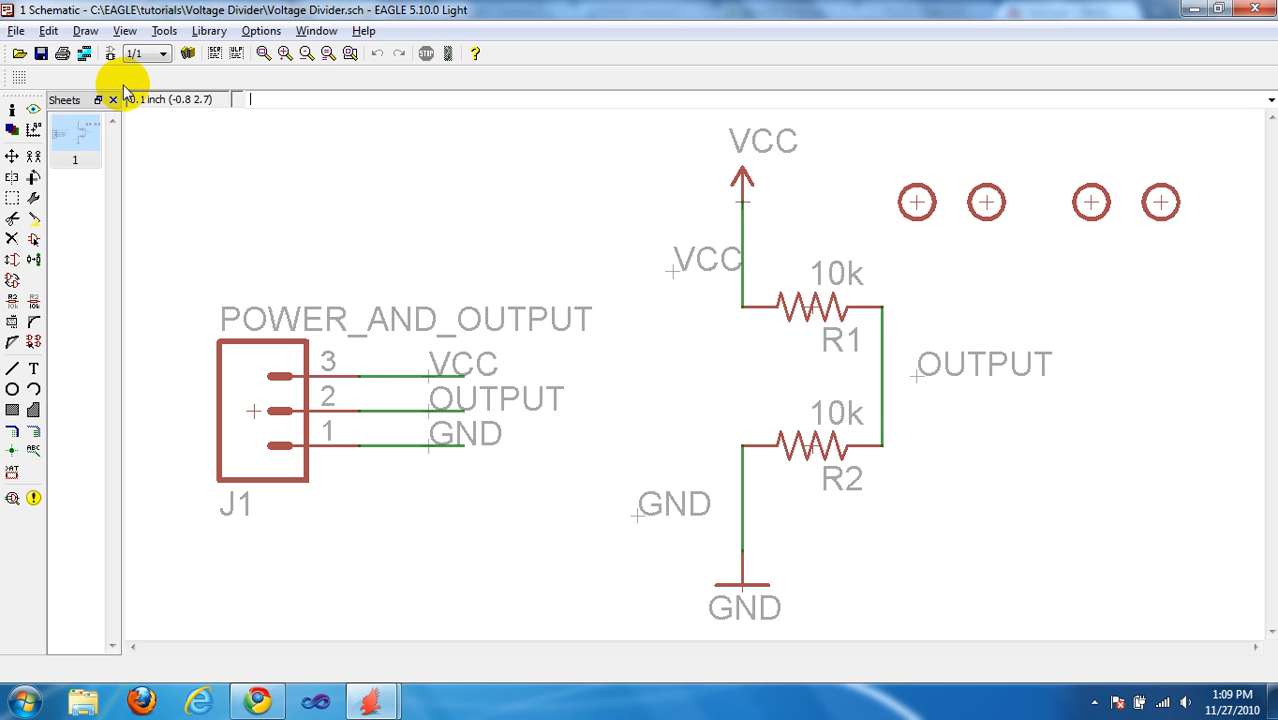 1 Schematic - C:\EAGLE\tutorials\Voltage Divider\Voltage Divider.sch - EAGLE 5.10.0 Light
File Edit Draw View Tools Library Options Window Help
1/1
SCR ULP STOP ?
Sheets
0.1 inch (-0.8 2.7)
1
VCC
VCC
10k
R1
POWER_AND_OUTPUT
3 VCC
2 OUTPUT
1 GND
J1
OUTPUT
10k
R2
GND
GND
1:09 PM
11/27/2010